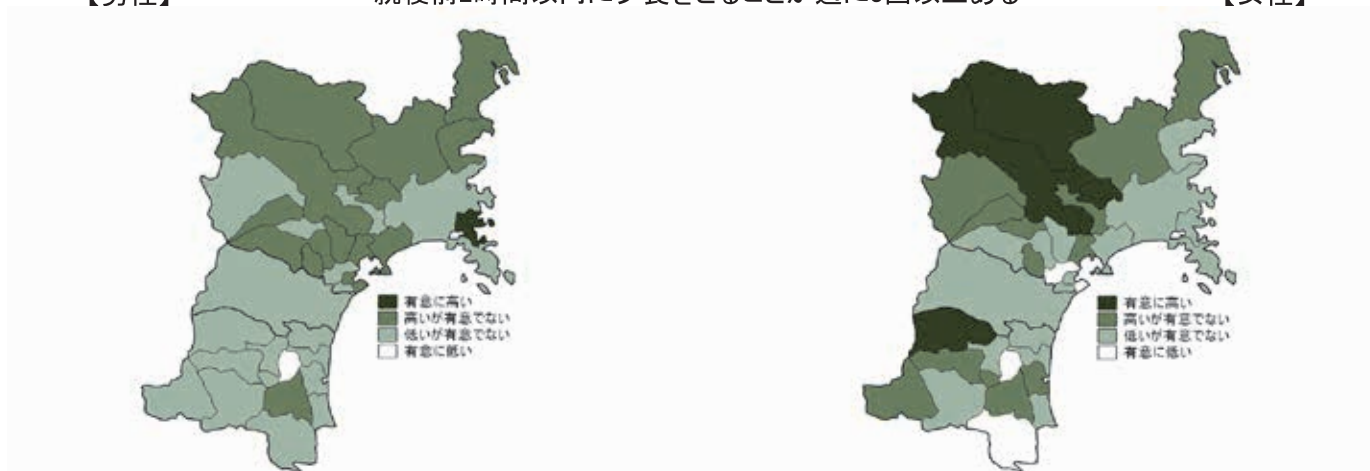 【男性】 就寝前2時間以内に夕食をとることが週に3回以上ある 【女性】
有意に高い
高いが有意でない
低いが有意でない
有意に低い
有意に高い
高いが有意でない
低いが有意でない
有意に低い